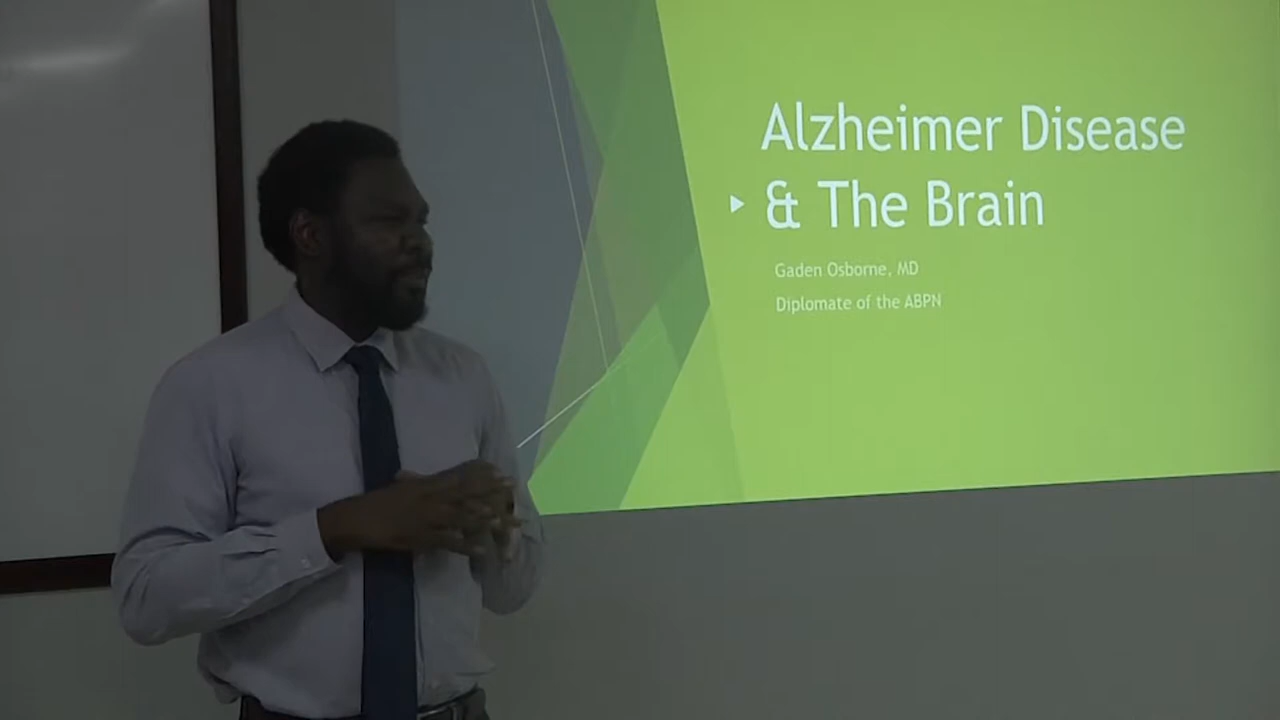 Alzheimer Disease
& The Brain
Gaden Osborne, MD
Diplomate of the ABPN